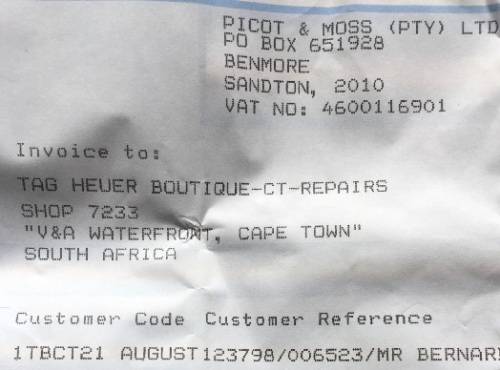 PICOT & MOSS (PTY) LTD
PO BOX 651928
BENMORE
SANDTON, 2010
VAT NO: 4600116901
Invoice to:
TAG HEUER BOUTIQUE-CT-REPAIRS
SHOP 7233
"V&A WATERFRONT, CAPE TOWN"
SOUTH AFRICA
Customer Code Customer Reference
1TBCT21 AUGUST123798/006523/MR BERNAR